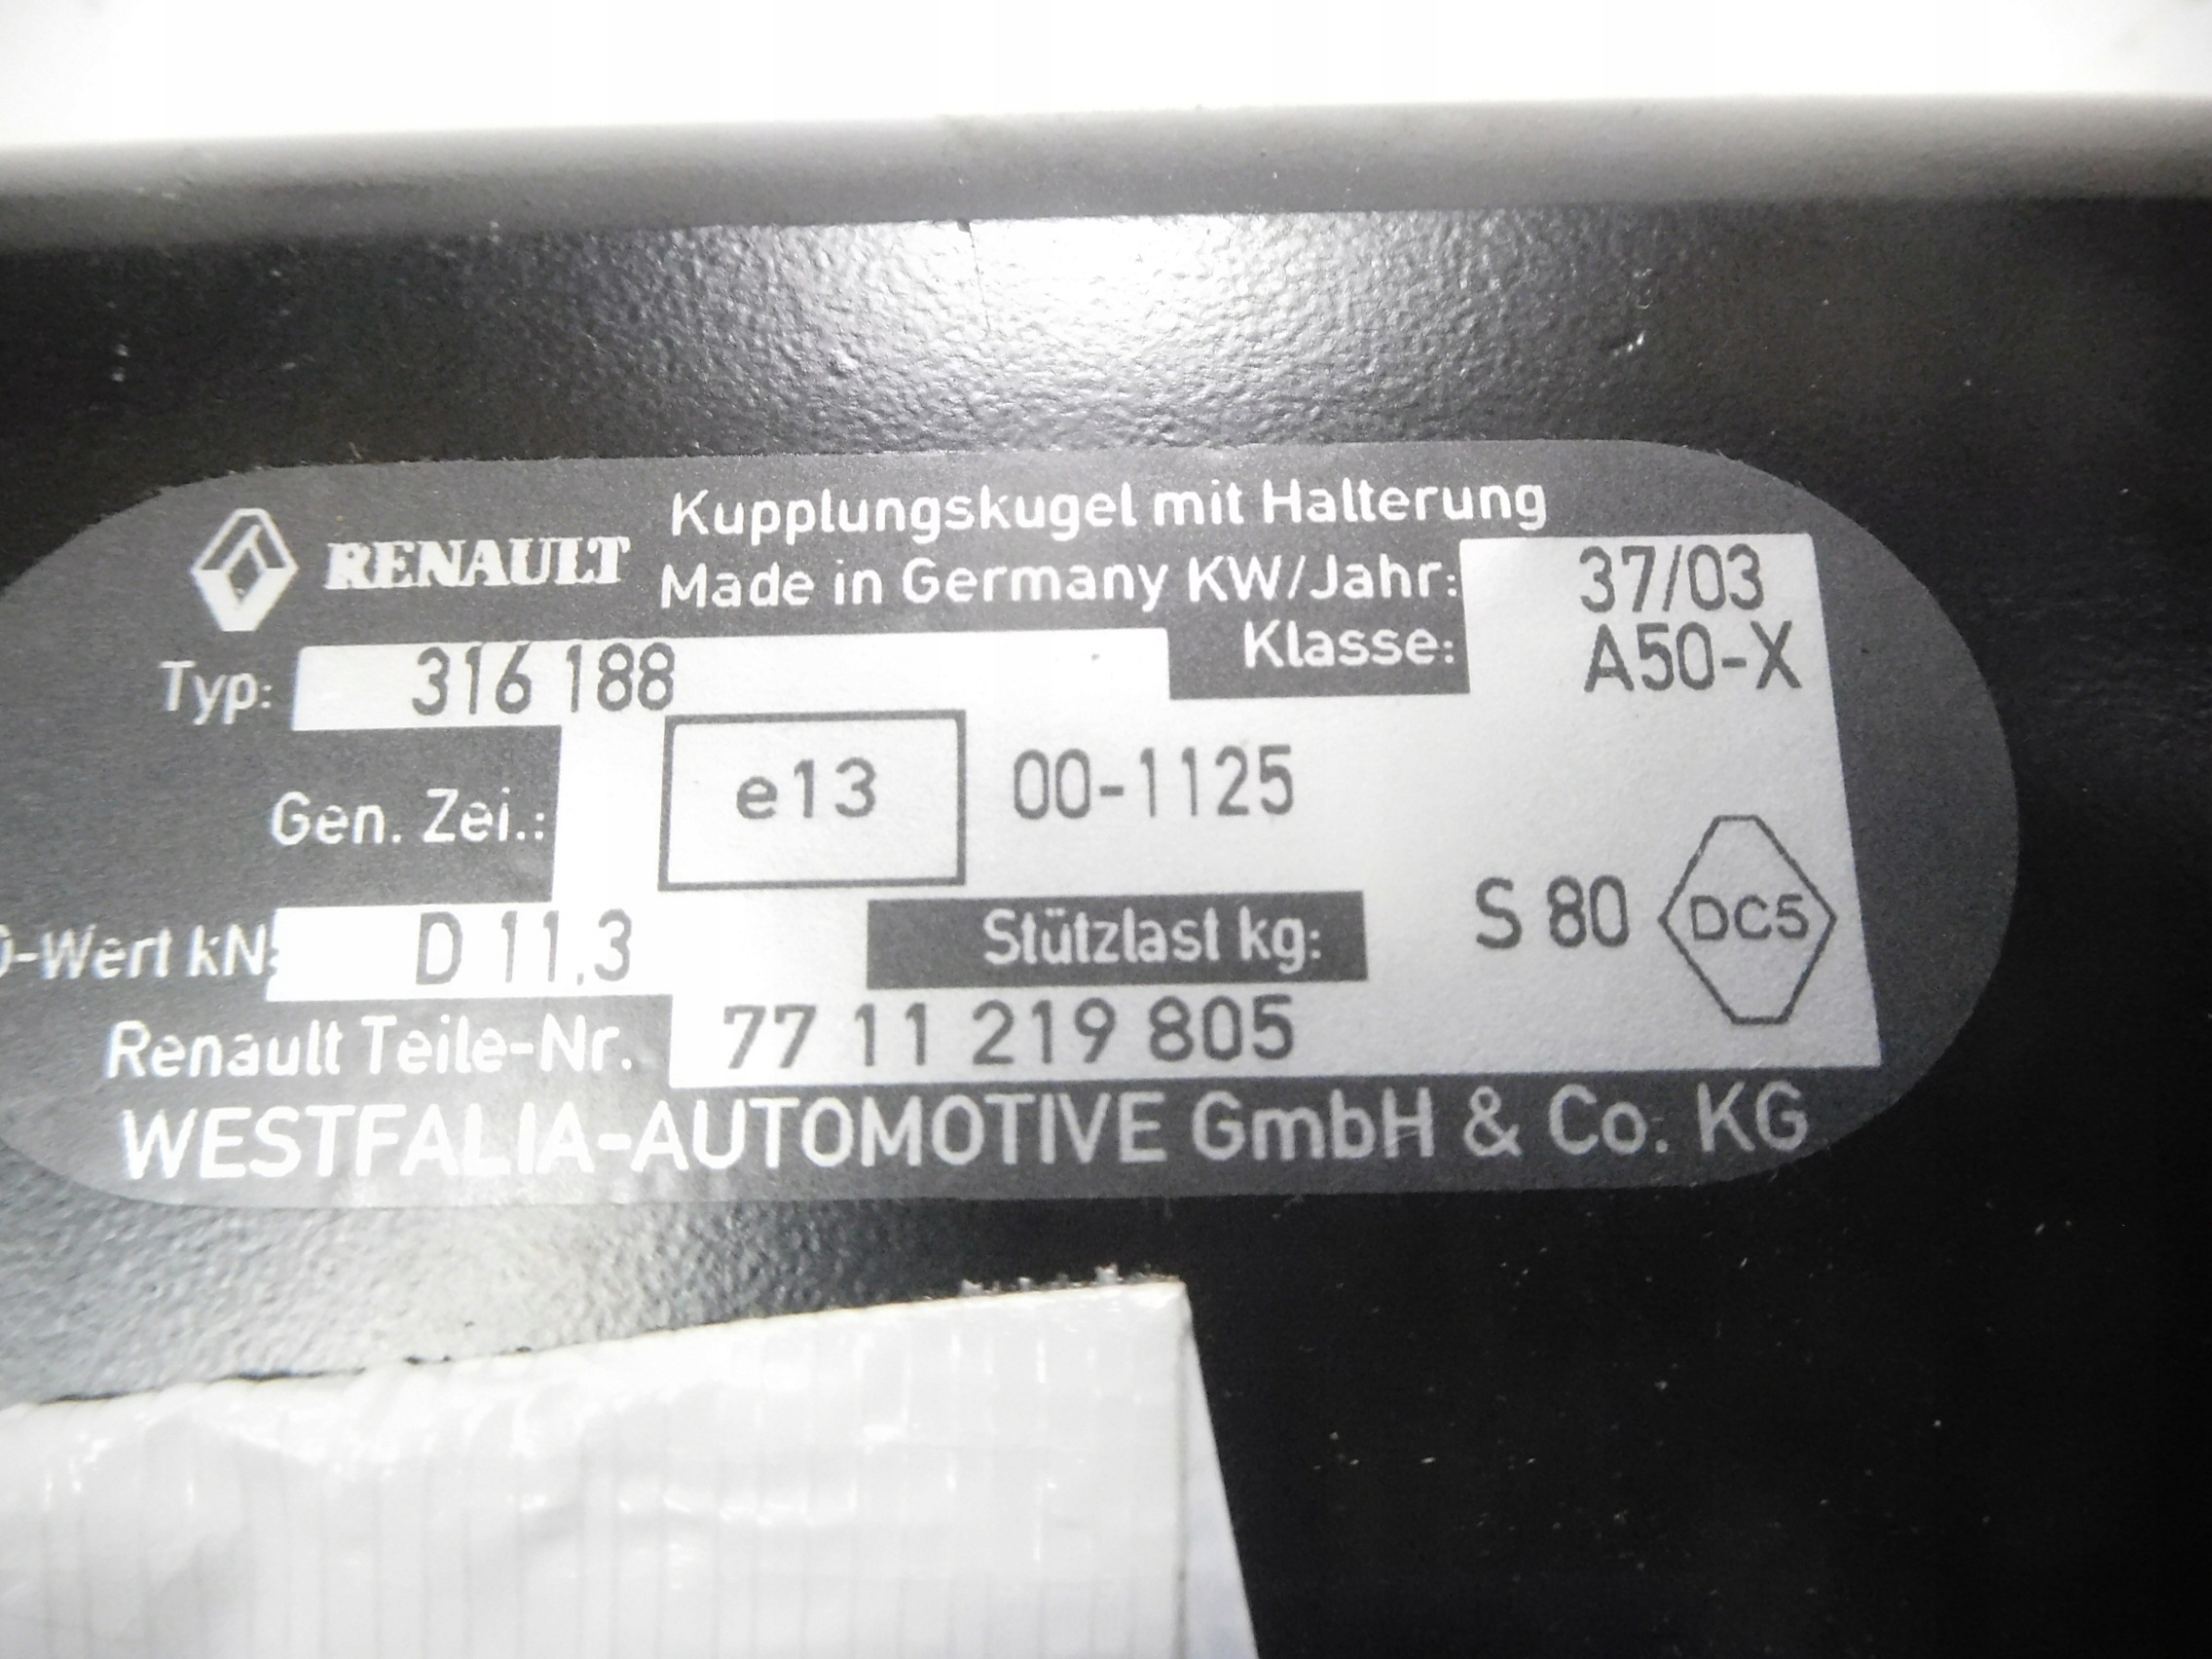 RENAULT Kupplungskugel mit Halterung
Made in Germany KW/Jahr: 37/03
Klasse: A50-X
Typ: 316 188
Gen. Zei.: e13 00-1125
D-Wert kN: D 11,3 Stützlast kg: S 80 DC5
Renault Teile-Nr. 77 11 219 805
WESTFALIA-AUTOMOTIVE GmbH & Co. KG